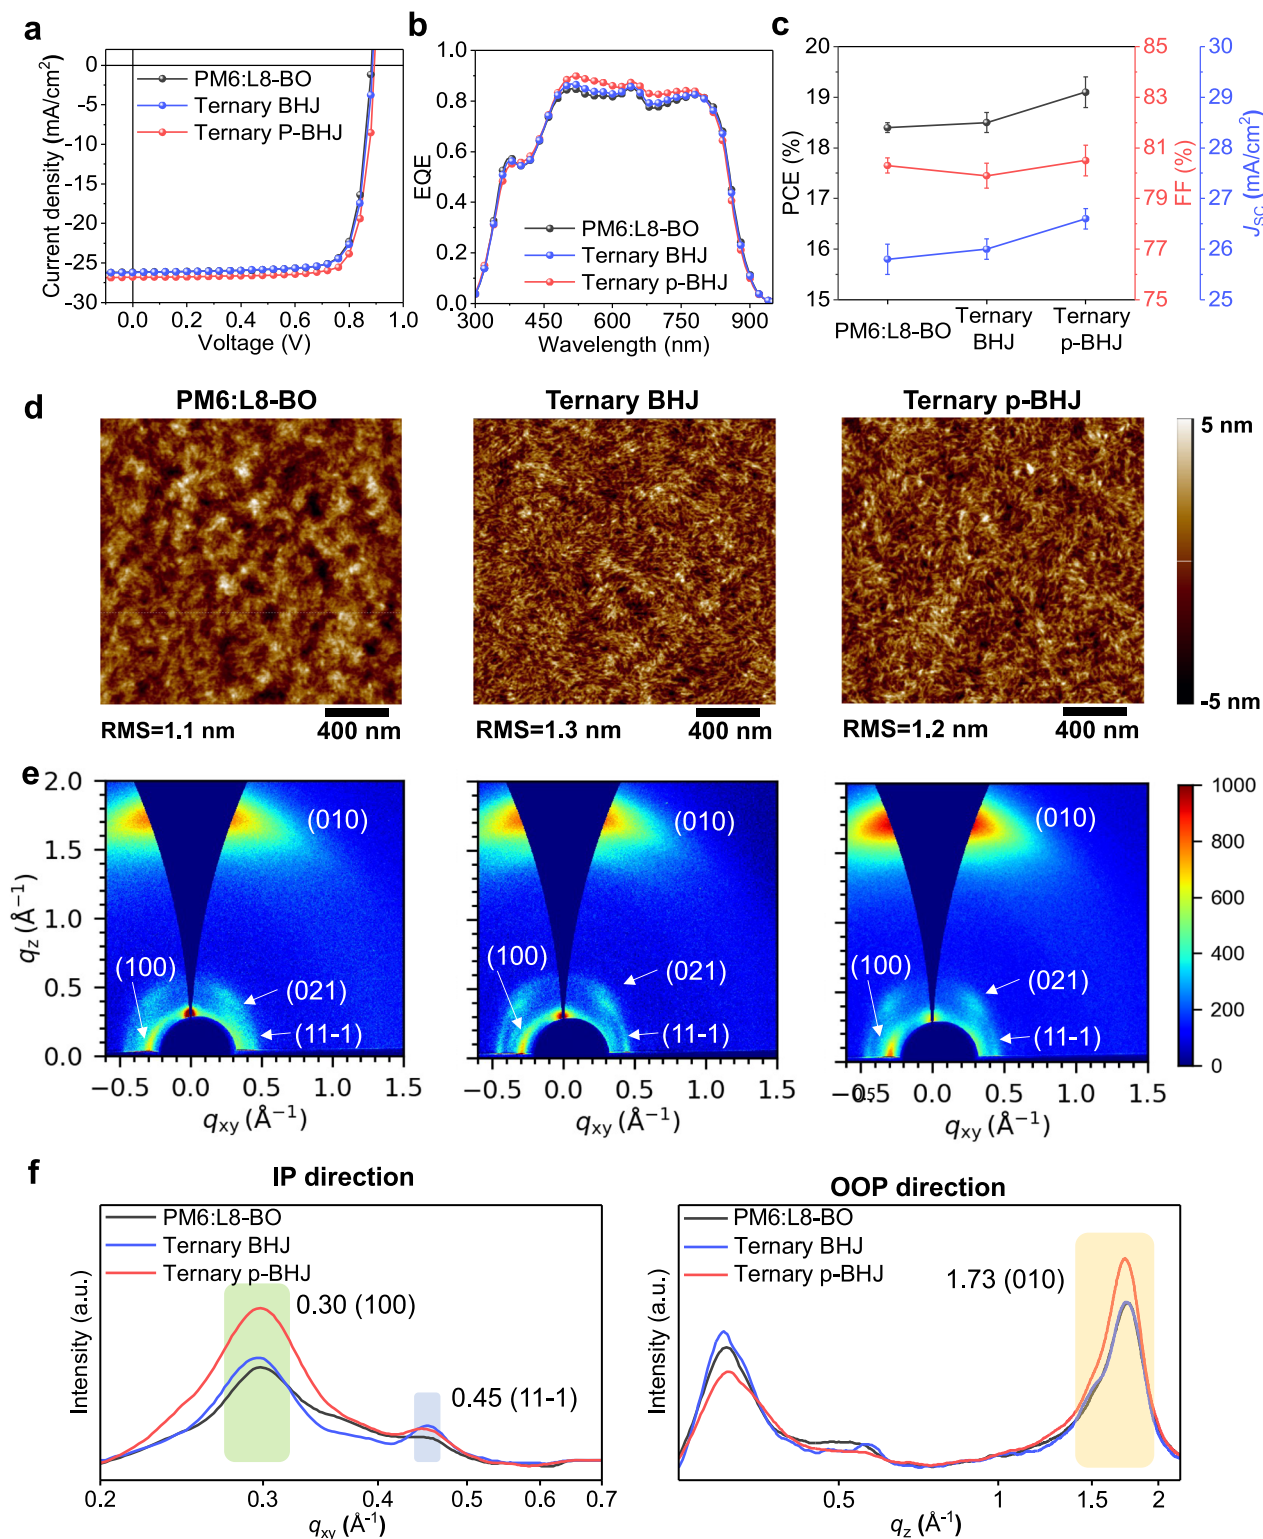 a
0
-5
-10
-15
-20
-25
-30
Current density (mA/cm²)
PM6:L8-BO
Ternary BHJ
Ternary P-BHJ
0.0
0.2
0.4
0.6
0.8
1.0
Voltage (V)
b
1.0
0.8
0.6
0.4
0.2
0.0
EQE
PM6:L8-BO
Ternary BHJ
Ternary p-BHJ
300
450
600
750
900
Wavelength (nm)
c
20
19
18
17
16
15
PCE (%)
85
83
81
79
77
75
FF (%)
30
29
28
27
26
25
J_SC (mA/cm²)
PM6:L8-BO
Ternary
BHJ
Ternary
p-BHJ
d
PM6:L8-BO
Ternary BHJ
Ternary p-BHJ
5 nm
-5 nm
RMS=1.1 nm
400 nm
RMS=1.3 nm
400 nm
RMS=1.2 nm
400 nm
e
2.0
1.5
1.0
0.5
0.0
q_z (Å⁻¹)
(010)
(100)
(021)
(11-1)
−0.5
0.0
0.5
1.0
1.5
q_xy (Å⁻¹)
(010)
(100)
(021)
(11-1)
−0.5
0.0
0.5
1.0
1.5
q_xy (Å⁻¹)
(010)
(100)
(021)
(11-1)
0.0
0.5
1.0
1.5
q_xy (Å⁻¹)
1000
800
600
400
200
0
f
IP direction
PM6:L8-BO
Ternary BHJ
Ternary p-BHJ
0.30 (100)
0.45 (11-1)
Intensity (a.u.)
0.2
0.3
0.4
0.5
0.6
0.7
q_xy (Å⁻¹)
OOP direction
PM6:L8-BO
Ternary BHJ
Ternary p-BHJ
1.73 (010)
Intensity (a.u.)
0.5
1
1.5
2
q_z (Å⁻¹)